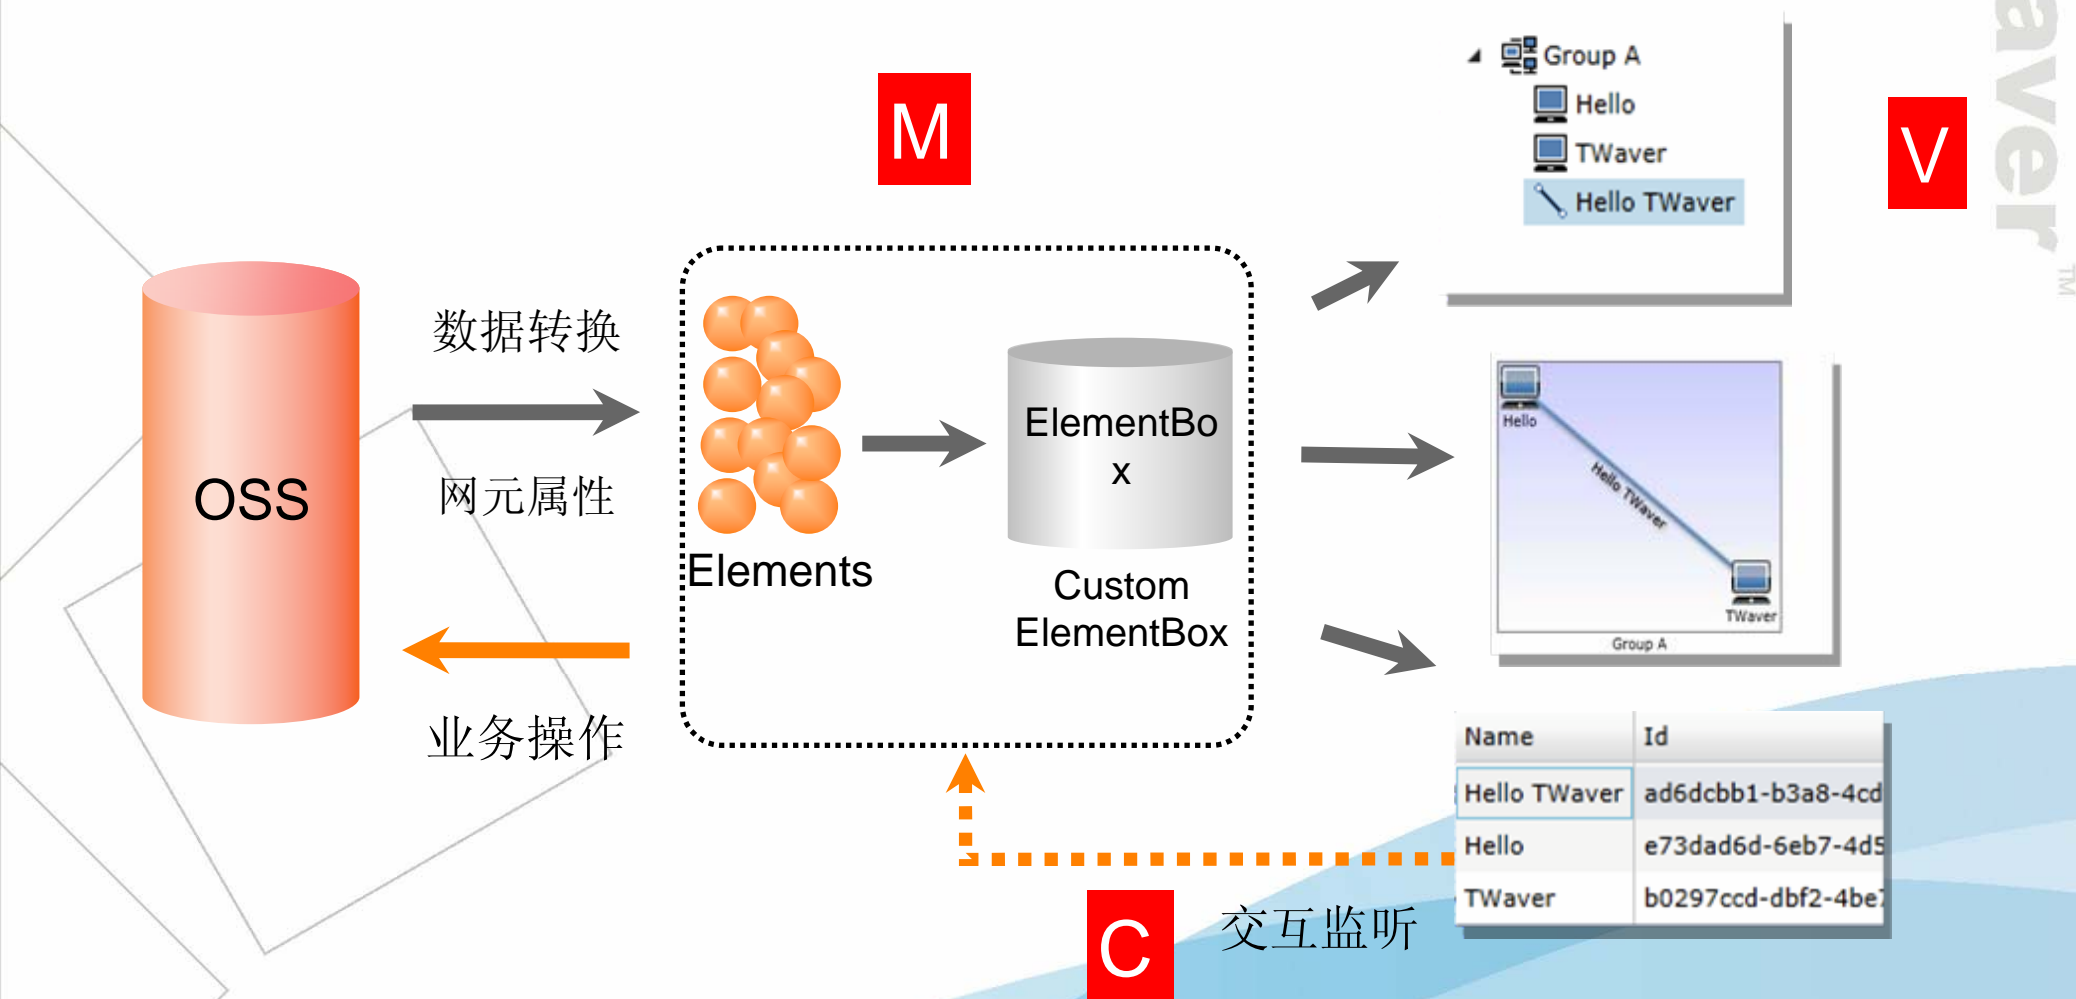 M
Group A
Hello
TWaver
Hello TWaver
V
aver
TM
数据转换
网元属性
OSS
业务操作
Elements
ElementBo
x
Custom
ElementBox
Hello
Hello TWaver
TWaver
Group A
Name Id
Hello TWaver ad6dcbb1-b3a8-4cd
Hello e73dad6d-6eb7-4d5
TWaver b0297ccd-dbf2-4be
C
交互监听